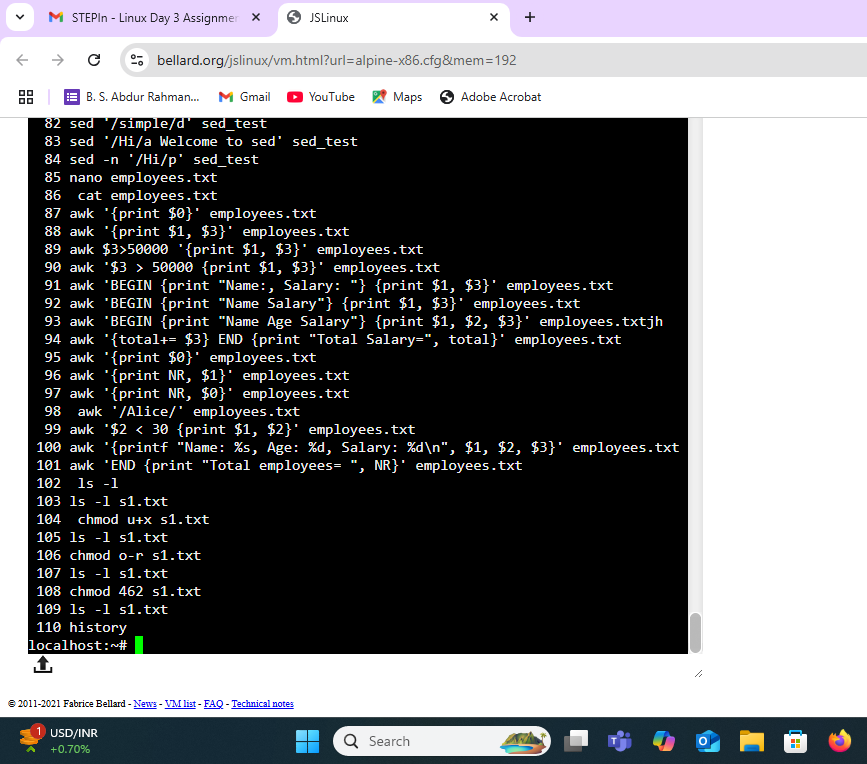 STEPIn - Linux Day 3 Assignmen
JSLinux
bellard.org/jslinux/vm.html?url=alpine-x86.cfg&mem=192
B. S. Abdur Rahman... Gmail YouTube Maps Adobe Acrobat
82 sed '/simple/d' sed_test
83 sed '/Hi/a Welcome to sed' sed_test
84 sed -n '/Hi/p' sed_test
85 nano employees.txt
86  cat employees.txt
87 awk '{print $0}' employees.txt
88 awk '{print $1, $3}' employees.txt
89 awk $3>50000 '{print $1, $3}' employees.txt
90 awk '$3 > 50000 {print $1, $3}' employees.txt
91 awk 'BEGIN {print "Name:, Salary: "} {print $1, $3}' employees.txt
92 awk 'BEGIN {print "Name Salary"} {print $1, $3}' employees.txt
93 awk 'BEGIN {print "Name Age Salary"} {print $1, $2, $3}' employees.txtjh
94 awk '{total+= $3} END {print "Total Salary=", total}' employees.txt
95 awk '{print $0}' employees.txt
96 awk '{print NR, $1}' employees.txt
97 awk '{print NR, $0}' employees.txt
98  awk '/Alice/' employees.txt
99 awk '$2 < 30 {print $1, $2}' employees.txt
100 awk '{printf "Name: %s, Age: %d, Salary: %d\n", $1, $2, $3}' employees.txt
101 awk 'END {print "Total employees= ", NR}' employees.txt
102  ls -l
103 ls -l s1.txt
104  chmod u+x s1.txt
105 ls -l s1.txt
106 chmod o-r s1.txt
107 ls -l s1.txt
108 chmod 462 s1.txt
109 ls -l s1.txt
110 history
localhost:~#
© 2011-2021 Fabrice Bellard - News - VM list - FAQ - Technical notes
1
USD/INR
+0.70%
Search